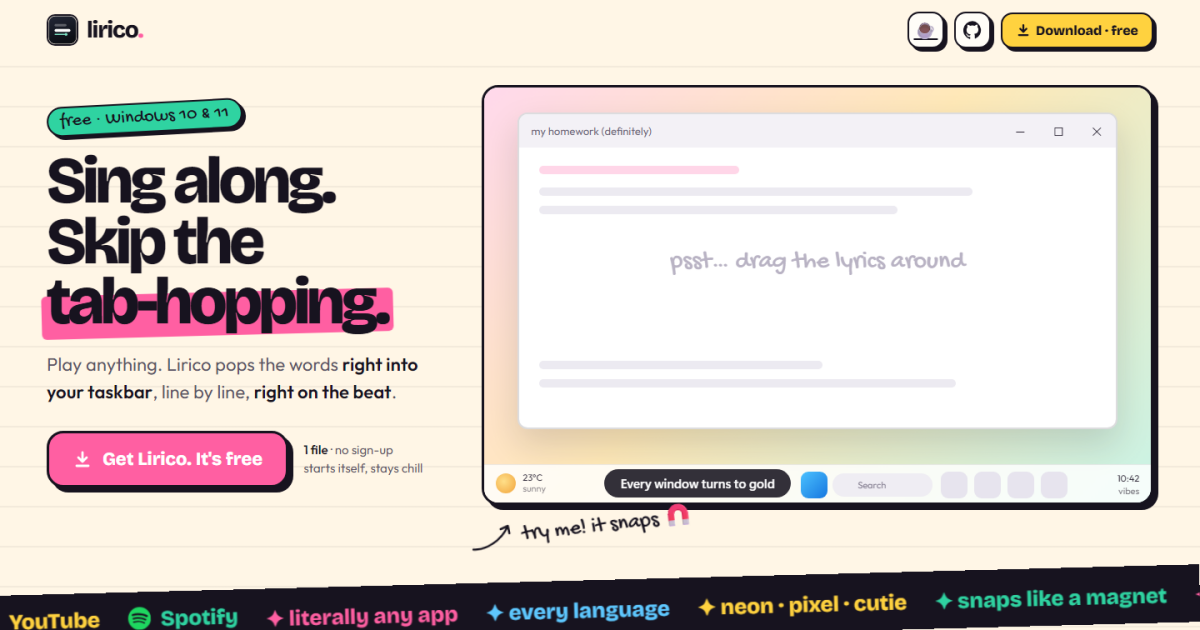 lirico.
Download · free
free · Windows 10 & 11
Sing along.
Skip the
tab-hopping.
Play anything. Lirico pops the words right into
your taskbar, line by line, right on the beat.
Get Lirico. It's free
1 file · no sign-up
starts itself, stays chill
my homework (definitely)
psst... drag the lyrics around
23°C
sunny
Every window turns to gold
Search
10:42
vibes
try me! it snaps
YouTube Spotify ✦ literally any app ✦ every language ✦ neon · pixel · cutie ✦ snaps like a magnet